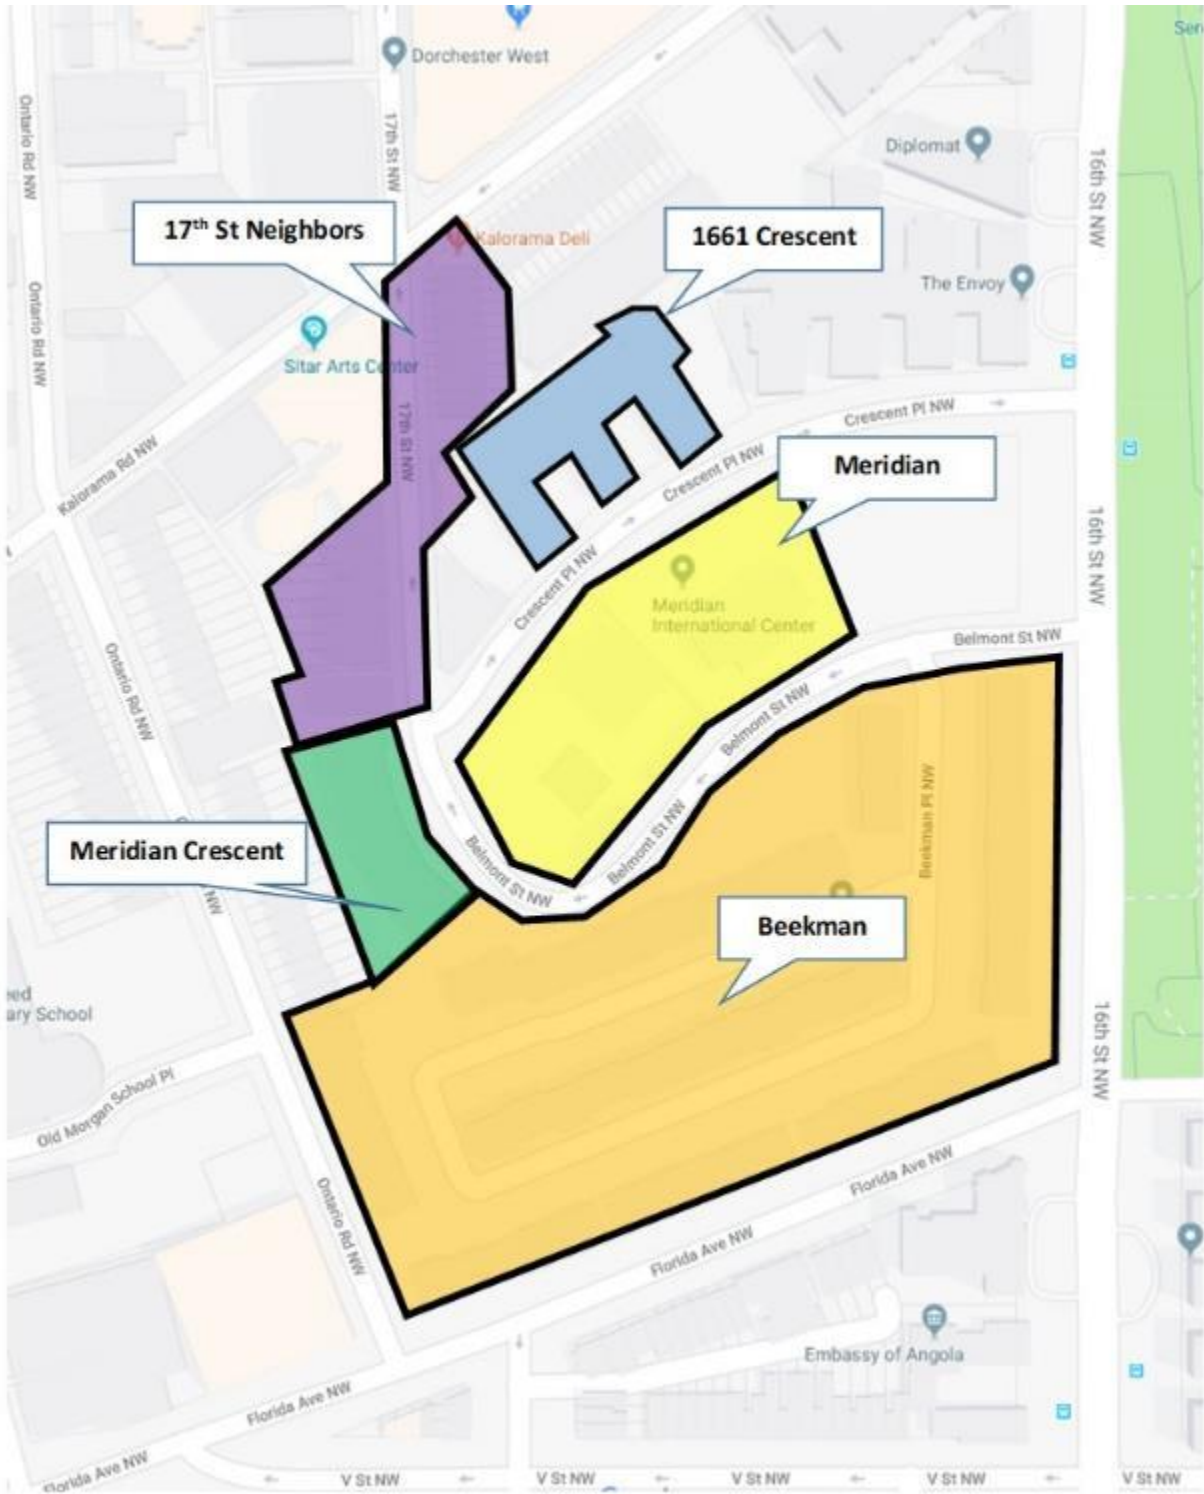 Ser
Dorchester West
Ontario Rd NW
17th St NW
Diplomat
16th St NW
17th St Neighbors
Kalorama Deli
1661 Crescent
The Envoy
Ontario Rd NW
Sitar Arts Center
17th St NW
Crescent Pl NW
Kalorama Rd NW
Crescent Pl NW
Meridian
16th St NW
Crescent Pl NW
Meridian
International Center
Belmont St NW
Ontario Rd NW
Belmont St NW
Beekman Pl NW
Meridian Crescent
Belmont St NW
Belmont St NW
NW
Beekman
eed
ary School
16th St NW
Old Morgan School Pl
Ontario Rd NW
Florida Ave NW
Florida Ave NW
Embassy of Angola
Florida Ave NW
Florida Ave NW
V St NW
V St NW
V St NW
V St NW
V St NW